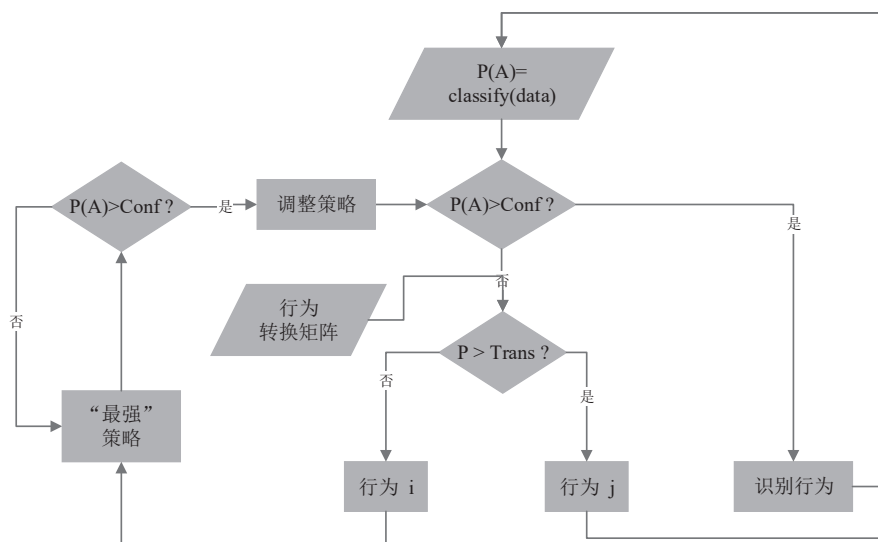 P(A)=
classify(data)
P(A)>Conf ?
是
调整策略
P(A)>Conf ?
是
否
行为
转换矩阵
否
P > Trans ?
否
是
“最强”
策略
行为 i
行为 j
识别行为